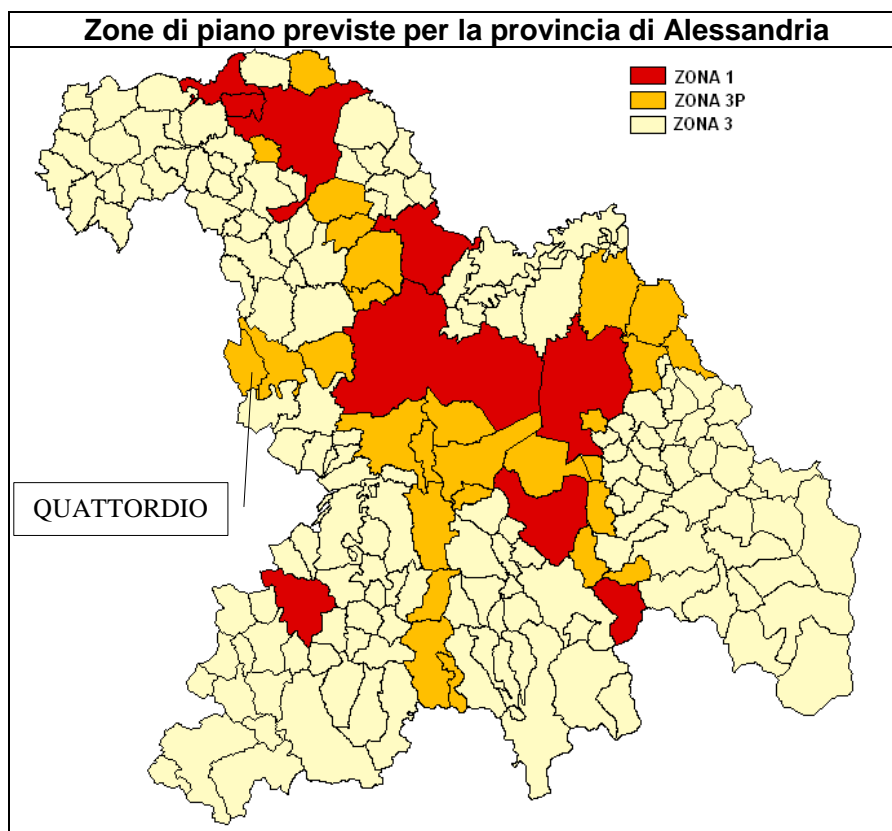 Zone di piano previste per la provincia di Alessandria
ZONA 1
ZONA 3P
ZONA 3
QUATTORDIO